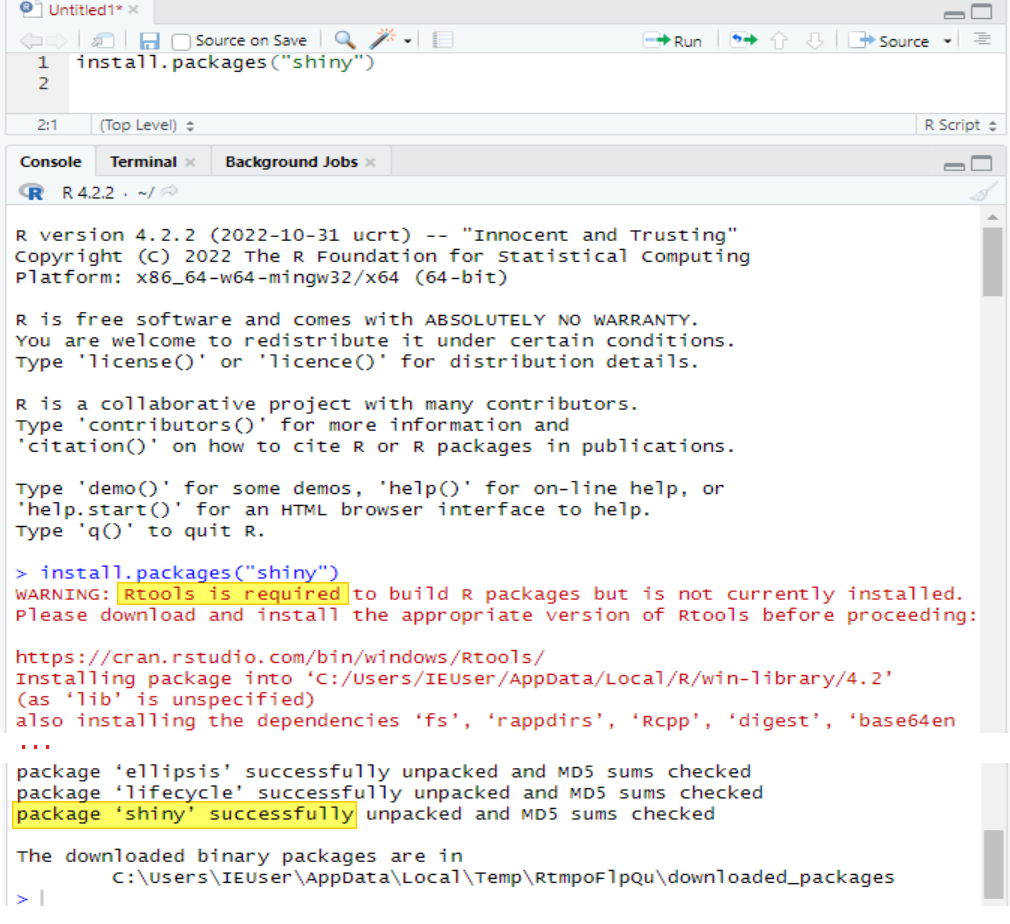 Untitled1*
Source on Save Run Source
1 install.packages("shiny")
2
2:1 (Top Level) R Script
Console Terminal Background Jobs
R 4.2.2 · ~/
R version 4.2.2 (2022-10-31 ucrt) -- "Innocent and Trusting"
Copyright (C) 2022 The R Foundation for Statistical Computing
Platform: x86_64-w64-mingw32/x64 (64-bit)
R is free software and comes with ABSOLUTELY NO WARRANTY.
You are welcome to redistribute it under certain conditions.
Type 'license()' or 'licence()' for distribution details.
R is a collaborative project with many contributors.
Type 'contributors()' for more information and
'citation()' on how to cite R or R packages in publications.
Type 'demo()' for some demos, 'help()' for on-line help, or
'help.start()' for an HTML browser interface to help.
Type 'q()' to quit R.
> install.packages("shiny")
WARNING: Rtools is required to build R packages but is not currently installed.
Please download and install the appropriate version of Rtools before proceeding:
https://cran.rstudio.com/bin/windows/Rtools/
Installing package into ‘C:/Users/IEUser/AppData/Local/R/win-library/4.2’
(as ‘lib’ is unspecified)
also installing the dependencies ‘fs’, ‘rappdirs’, ‘Rcpp’, ‘digest’, ‘base64en
...
package ‘ellipsis’ successfully unpacked and MD5 sums checked
package ‘lifecycle’ successfully unpacked and MD5 sums checked
package ‘shiny’ successfully unpacked and MD5 sums checked
The downloaded binary packages are in
C:\Users\IEUser\AppData\Local\Temp\RtmpoFlpQu\downloaded_packages
>